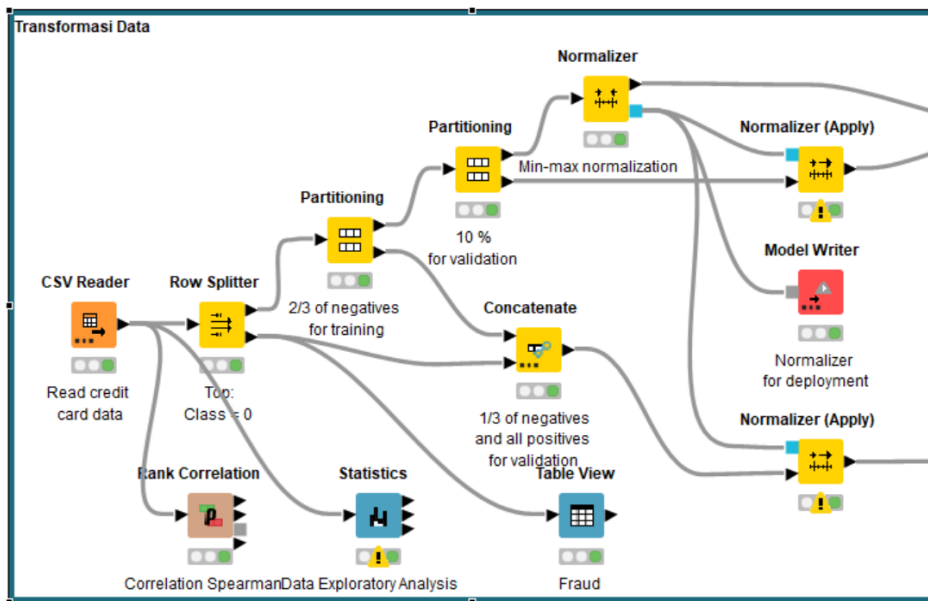 Transformasi Data
Normalizer
Partitioning
Normalizer (Apply)
Min-max normalization
Partitioning
10 %
for validation
Model Writer
CSV Reader
Row Splitter
2/3 of negatives
for training
Concatenate
Normalizer
for deployment
Read credit
card data
Top:
Class = 0
1/3 of negatives
and all positives
for validation
Normalizer (Apply)
Rank Correlation
Statistics
Table View
Correlation Spearman
Data Exploratory Analysis
Fraud